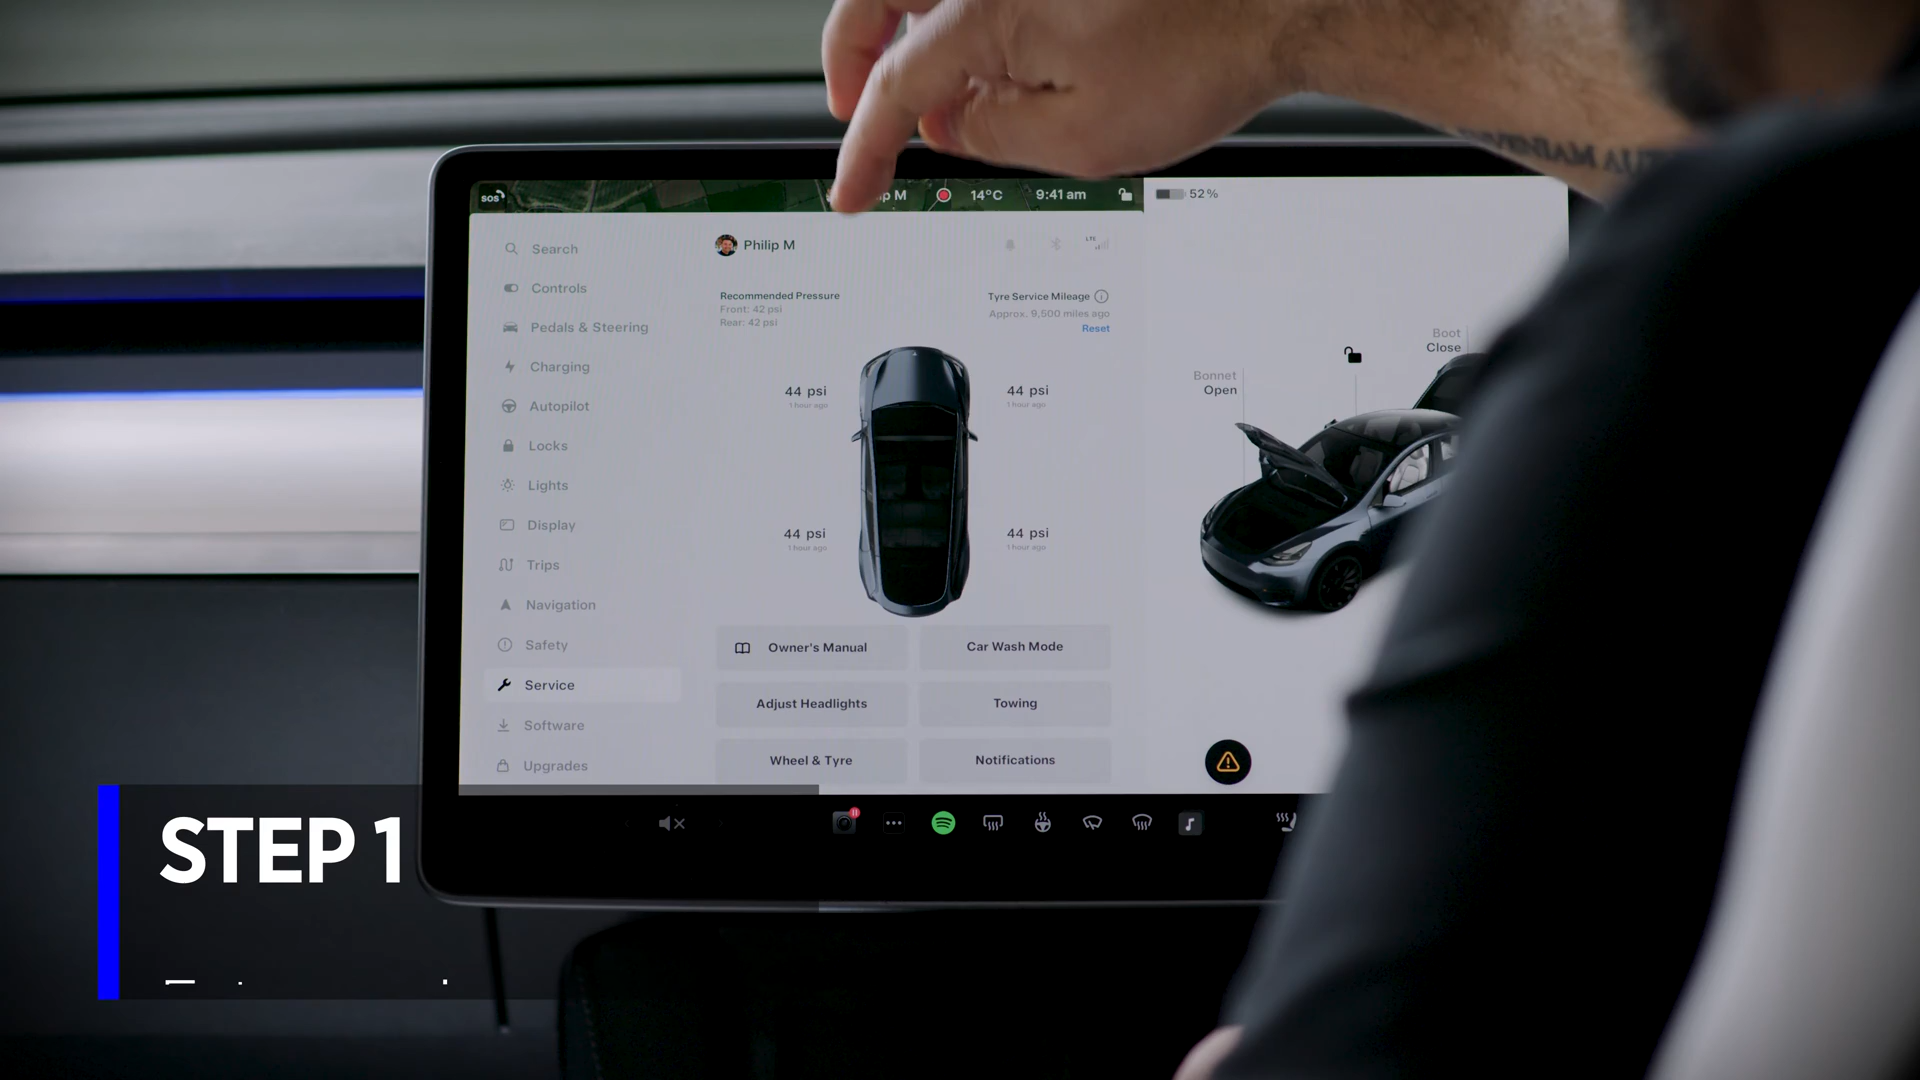 sos
M
14°C
9:41 am
52%
Search
Controls
Pedals & Steering
Charging
Autopilot
Locks
Lights
Display
Trips
Navigation
Safety
Service
Software
Upgrades
Philip M
LTE
Recommended Pressure
Front: 42 psi
Rear: 42 psi
Tyre Service Mileage
Approx. 9,500 miles ago
Reset
44 psi
1 hour ago
44 psi
1 hour ago
44 psi
1 hour ago
44 psi
1 hour ago
Owner's Manual
Car Wash Mode
Adjust Headlights
Towing
Wheel & Tyre
Notifications
Bonnet
Open
Boot
Close
STEP 1